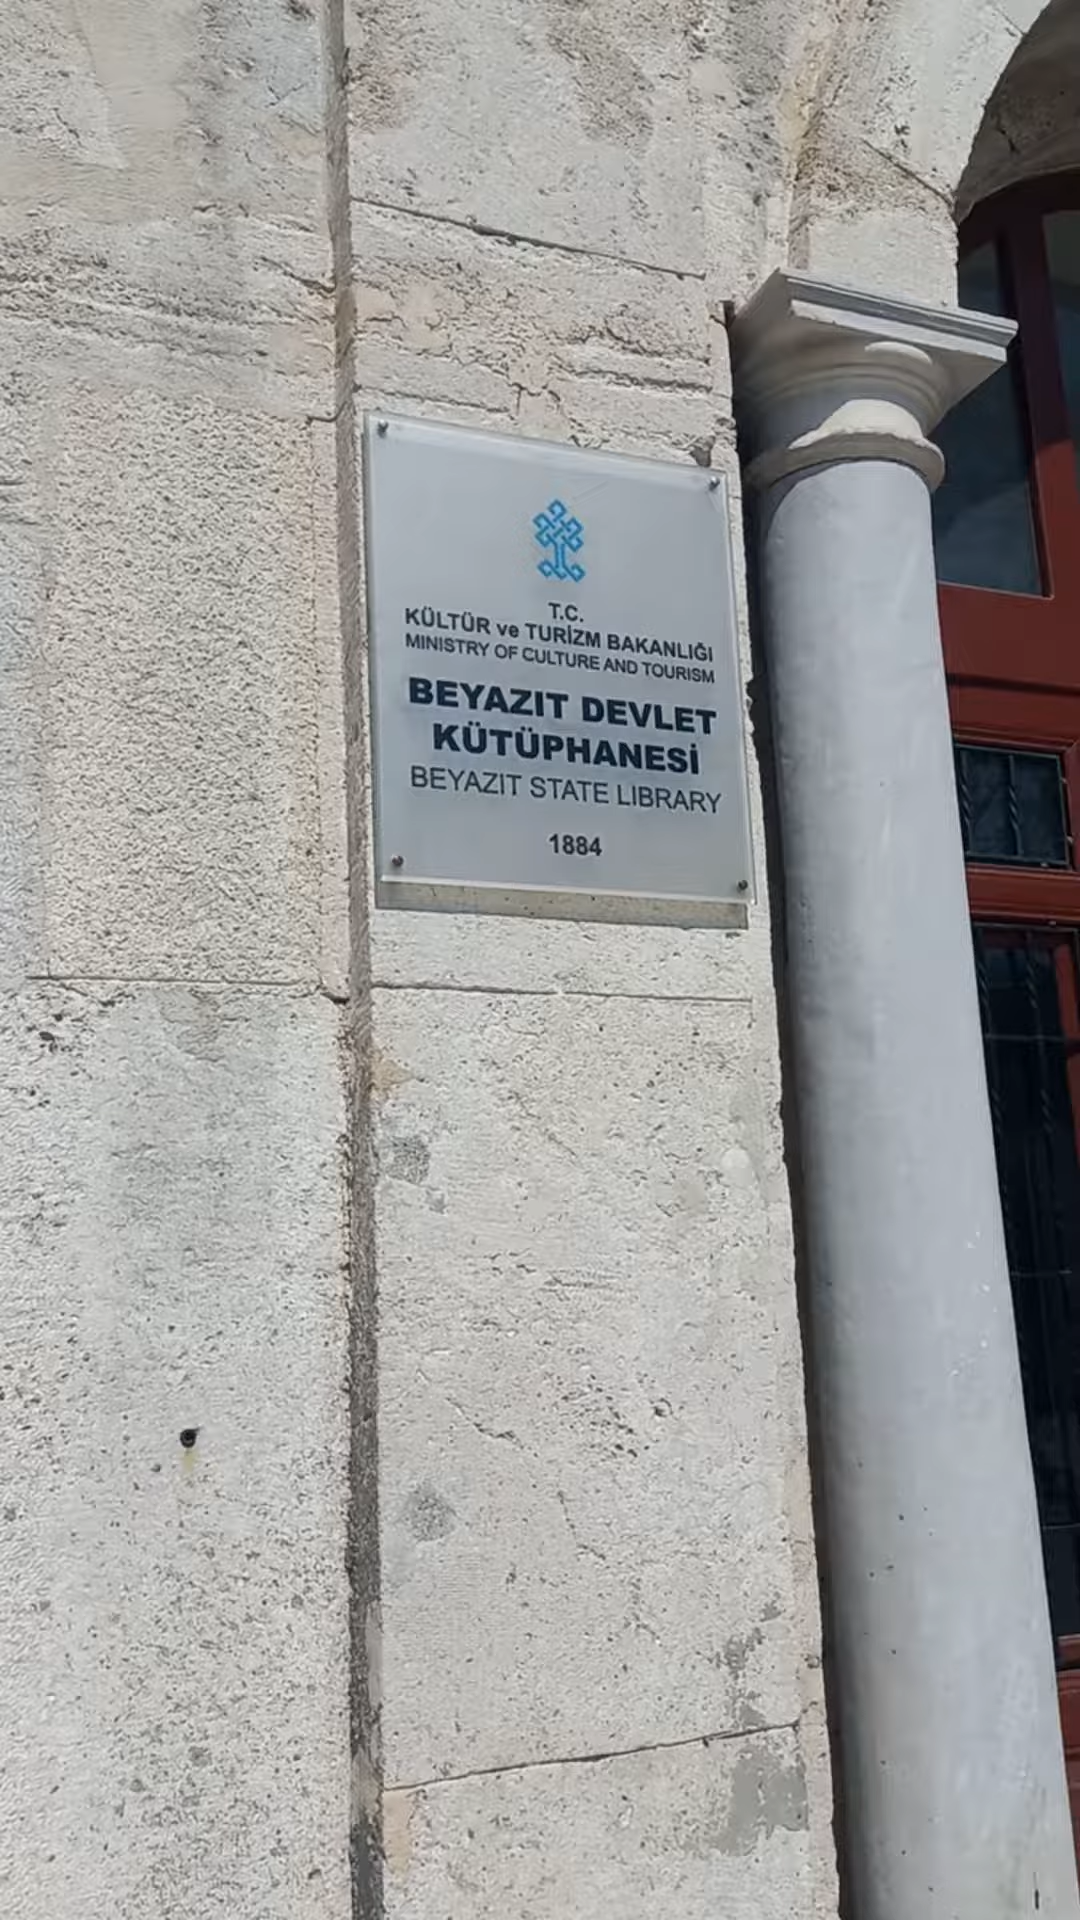 T.C.
KÜLTÜR ve TURİZM BAKANLIĞI
MINISTRY OF CULTURE AND TOURISM
BEYAZIT DEVLET
KÜTÜPHANESİ
BEYAZIT STATE LIBRARY
1884